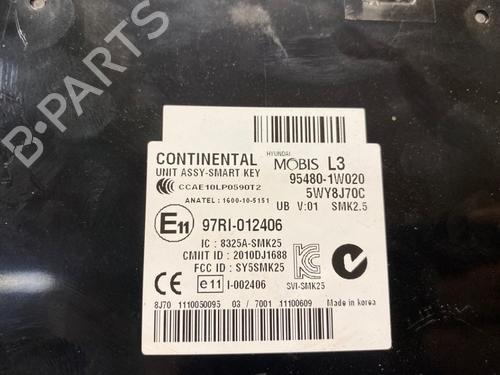 B-PARTS
CONTINENTAL HYUNDAI MOBIS L3
UNIT ASSY-SMART KEY 95480-1W020
CCAE10LP0590T2 5WY8J70C
ANATEL : 1600-10-5151 UB V:01 SMK2.5
E11 97RI-012406
IC : 8325A-SMK25
CMIIT ID : 2010DJ1688
FCC ID : SY5SMK25
CE e11 I-002406 SVI-SMK25
8J70 1110050095 03 / 7001 11100609 Made in korea